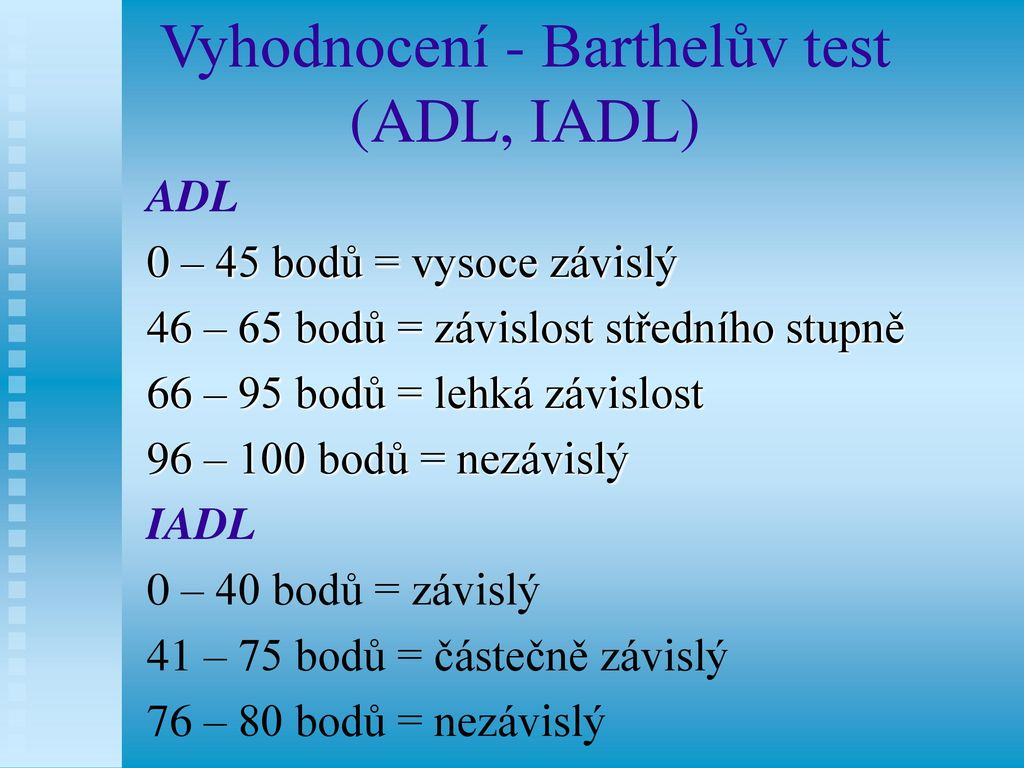 Vyhodnocení - Barthelův test
(ADL, IADL)
ADL
0 – 45 bodů = vysoce závislý
46 – 65 bodů = závislost středního stupně
66 – 95 bodů = lehká závislost
96 – 100 bodů = nezávislý
IADL
0 – 40 bodů = závislý
41 – 75 bodů = částečně závislý
76 – 80 bodů = nezávislý